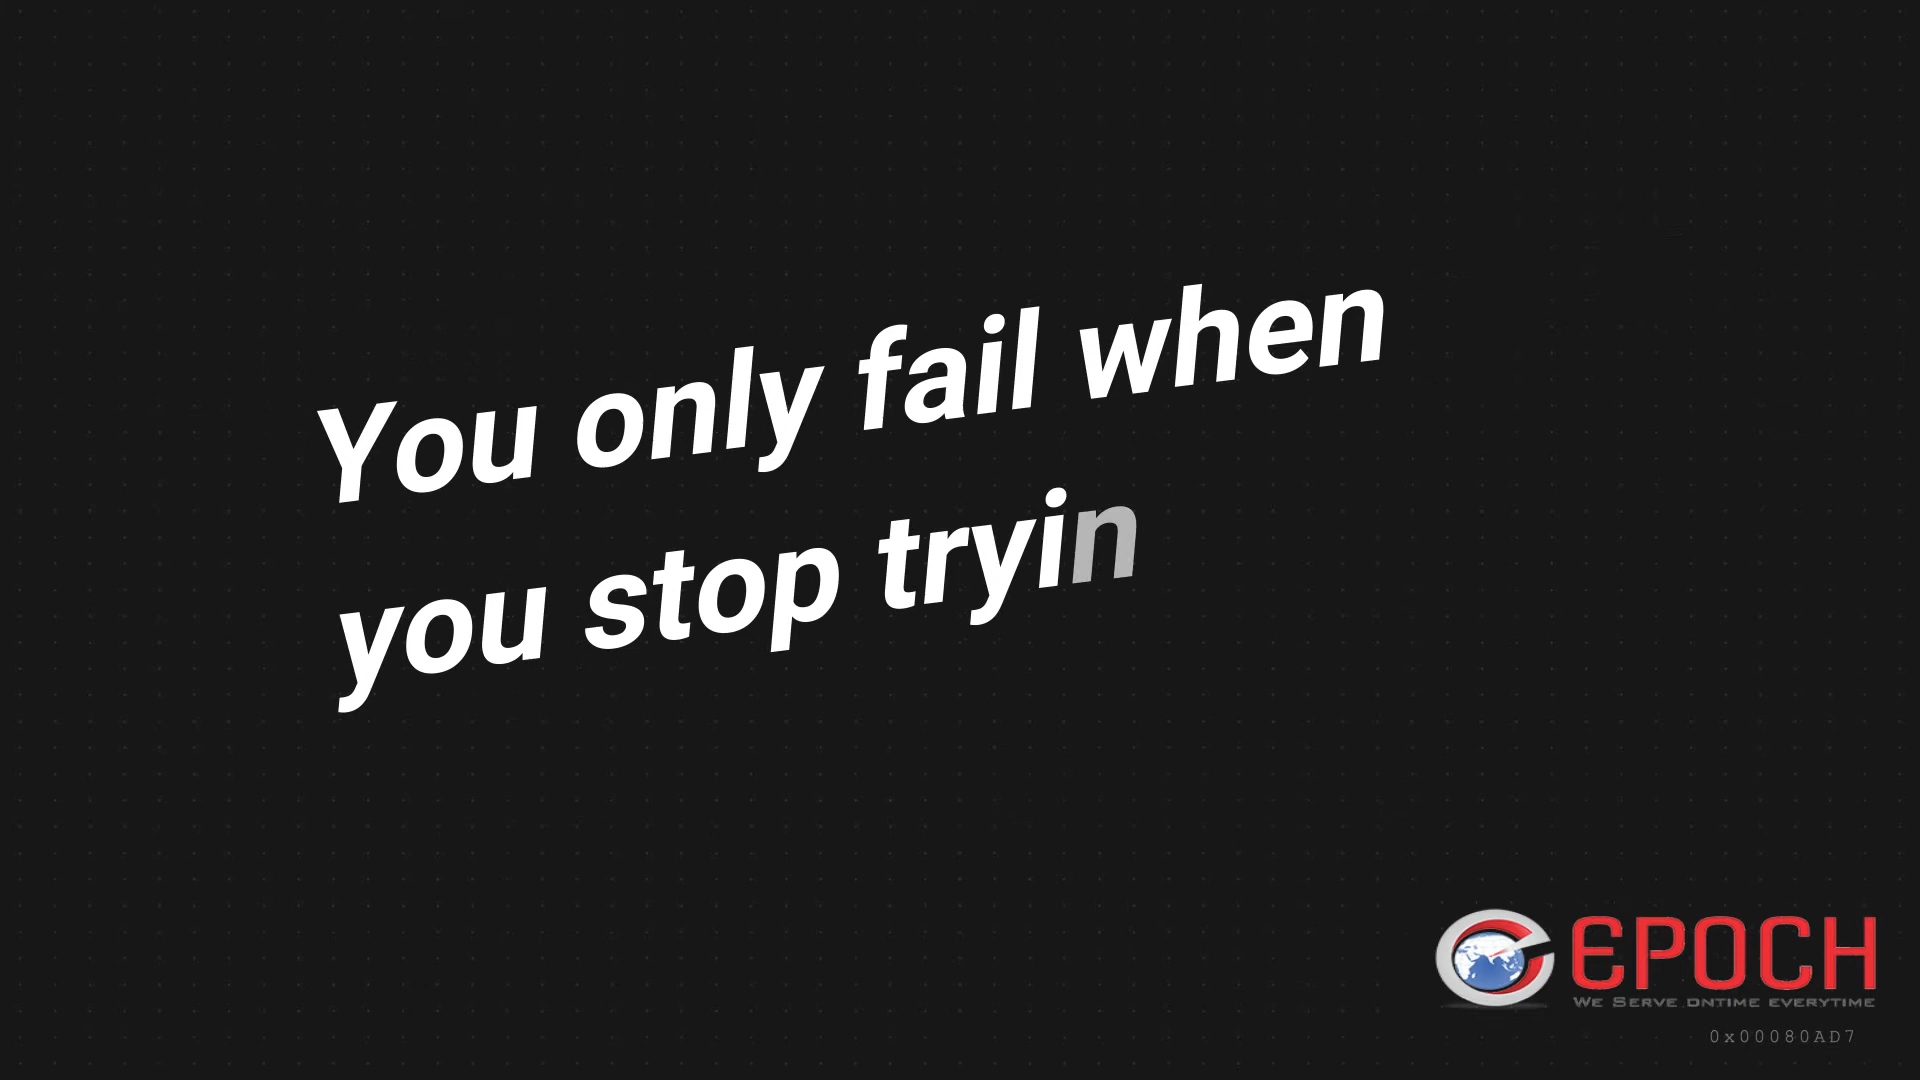 You only fail when
you stop tryin
EPOCH
We Serve ontime everytime
0x00080AD7